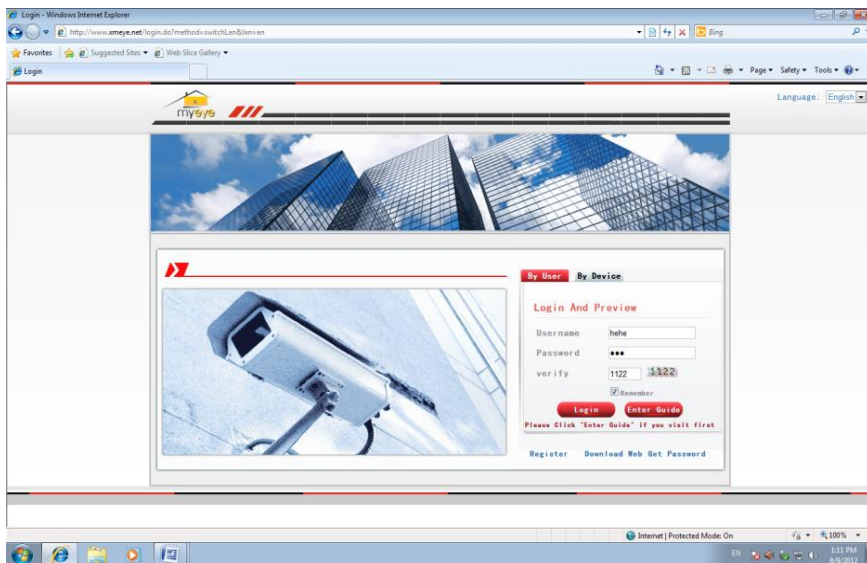 Login - Windows Internet Explorer
http://www.xmeye.net/login.do?method=switchLan&lan=en
Bing
Favorites Suggested Sites Web Slice Gallery
Login
Page Safety Tools
Language: English
myeye
By User By Device
Login And Preview
Username hehe
Password
verify 1122 1122
Remember
Login Enter Guide
Please Click "Enter Guide" if you visit first
Register Download Web Get Password
Internet | Protected Mode: On
100%
EN
1:11 PM
8/9/2012